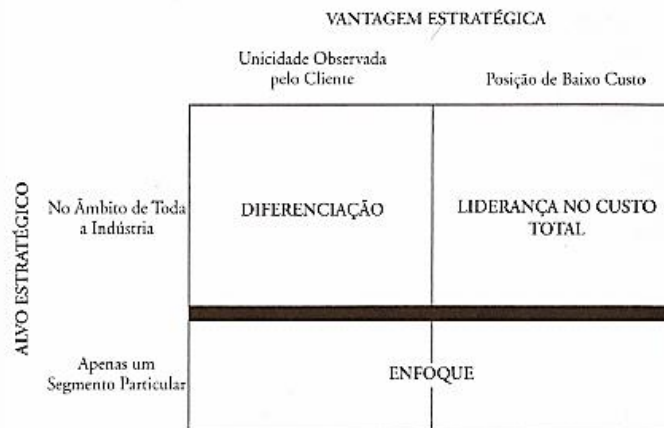 VANTAGEM ESTRATÉGICA
Unicidade Observada
pelo Cliente
Posição de Baixo Custo
ALVO ESTRATÉGICO
No Âmbito de Toda
a Indústria
DIFERENCIAÇÃO
LIDERANÇA NO CUSTO
TOTAL
Apenas um
Segmento Particular
ENFOQUE